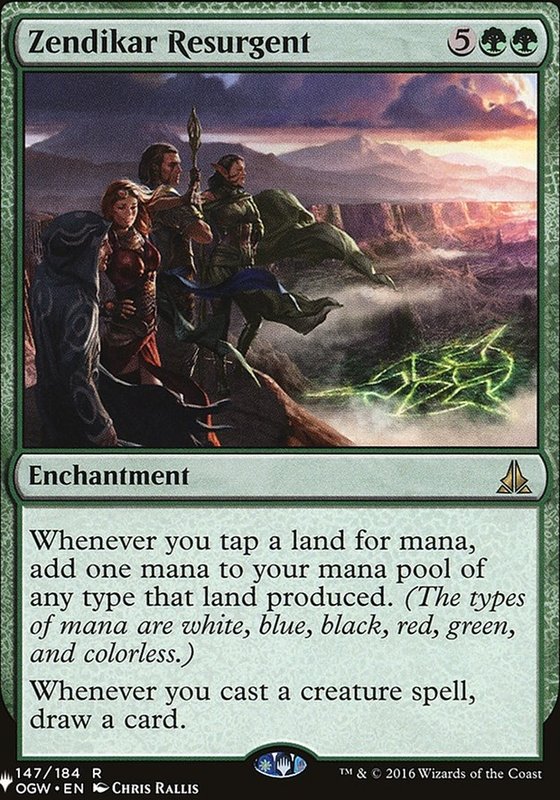 Zendikar Resurgent 5
Enchantment
Whenever you tap a land for mana,
add one mana to your mana pool of
any type that land produced. (The types
of mana are white, blue, black, red, green,
and colorless.)
Whenever you cast a creature spell,
draw a card.
147/184 R
OGW • EN Chris Rallis
™ & © 2016 Wizards of the Coast